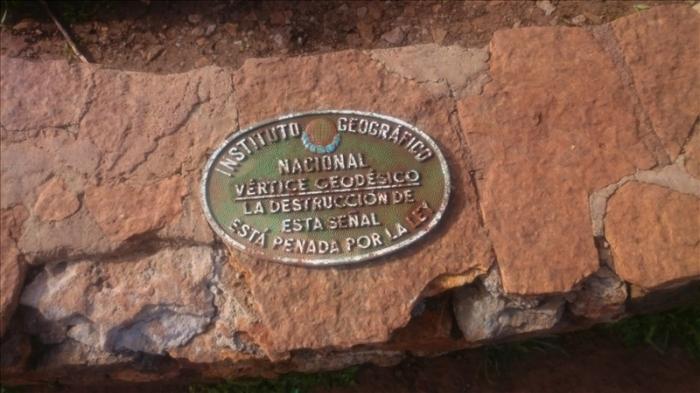 INSTITUTO GEOGRÁFICO
NACIONAL
VÉRTICE GEODÉSICO
LA DESTRUCCIÓN DE
ESTA SEÑAL
ESTÁ PENADA POR LA LEY